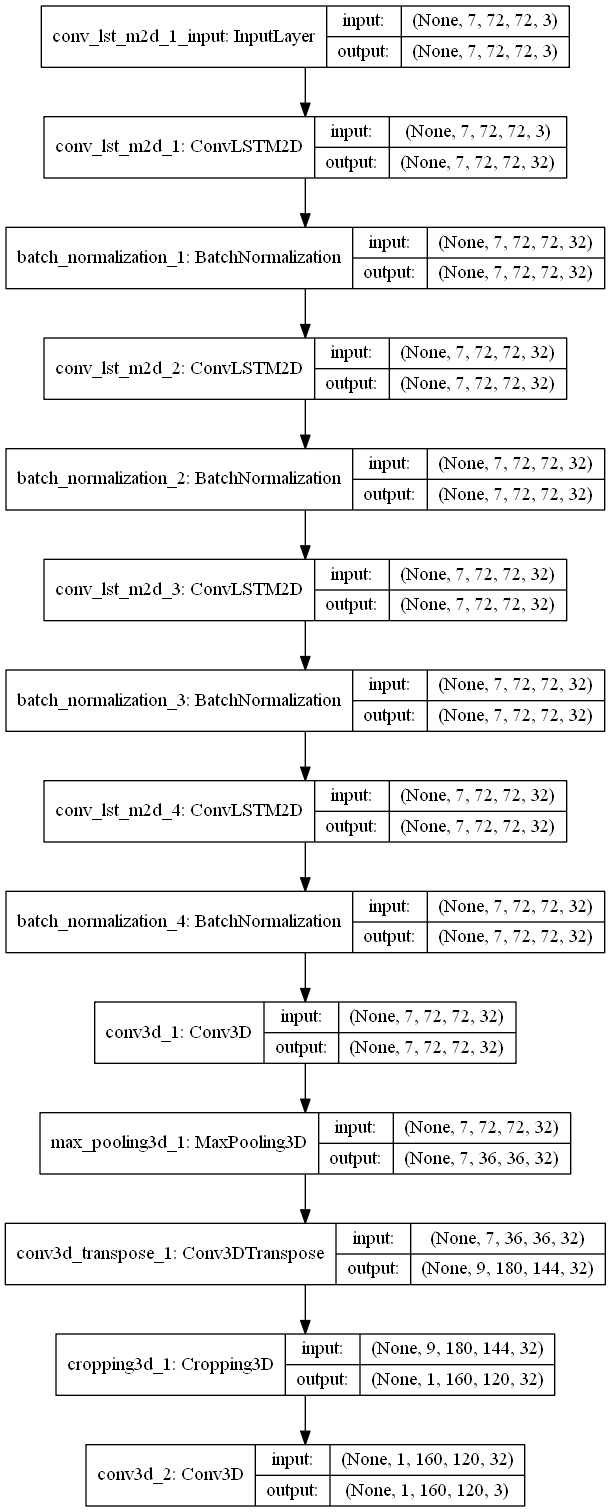 conv_lst_m2d_1_input: InputLayer
input: (None, 7, 72, 72, 3)
output: (None, 7, 72, 72, 3)
conv_lst_m2d_1: ConvLSTM2D
input: (None, 7, 72, 72, 3)
output: (None, 7, 72, 72, 32)
batch_normalization_1: BatchNormalization
input: (None, 7, 72, 72, 32)
output: (None, 7, 72, 72, 32)
conv_lst_m2d_2: ConvLSTM2D
input: (None, 7, 72, 72, 32)
output: (None, 7, 72, 72, 32)
batch_normalization_2: BatchNormalization
input: (None, 7, 72, 72, 32)
output: (None, 7, 72, 72, 32)
conv_lst_m2d_3: ConvLSTM2D
input: (None, 7, 72, 72, 32)
output: (None, 7, 72, 72, 32)
batch_normalization_3: BatchNormalization
input: (None, 7, 72, 72, 32)
output: (None, 7, 72, 72, 32)
conv_lst_m2d_4: ConvLSTM2D
input: (None, 7, 72, 72, 32)
output: (None, 7, 72, 72, 32)
batch_normalization_4: BatchNormalization
input: (None, 7, 72, 72, 32)
output: (None, 7, 72, 72, 32)
conv3d_1: Conv3D
input: (None, 7, 72, 72, 32)
output: (None, 7, 72, 72, 32)
max_pooling3d_1: MaxPooling3D
input: (None, 7, 72, 72, 32)
output: (None, 7, 36, 36, 32)
conv3d_transpose_1: Conv3DTranspose
input: (None, 7, 36, 36, 32)
output: (None, 9, 180, 144, 32)
cropping3d_1: Cropping3D
input: (None, 9, 180, 144, 32)
output: (None, 1, 160, 120, 32)
conv3d_2: Conv3D
input: (None, 1, 160, 120, 32)
output: (None, 1, 160, 120, 3)